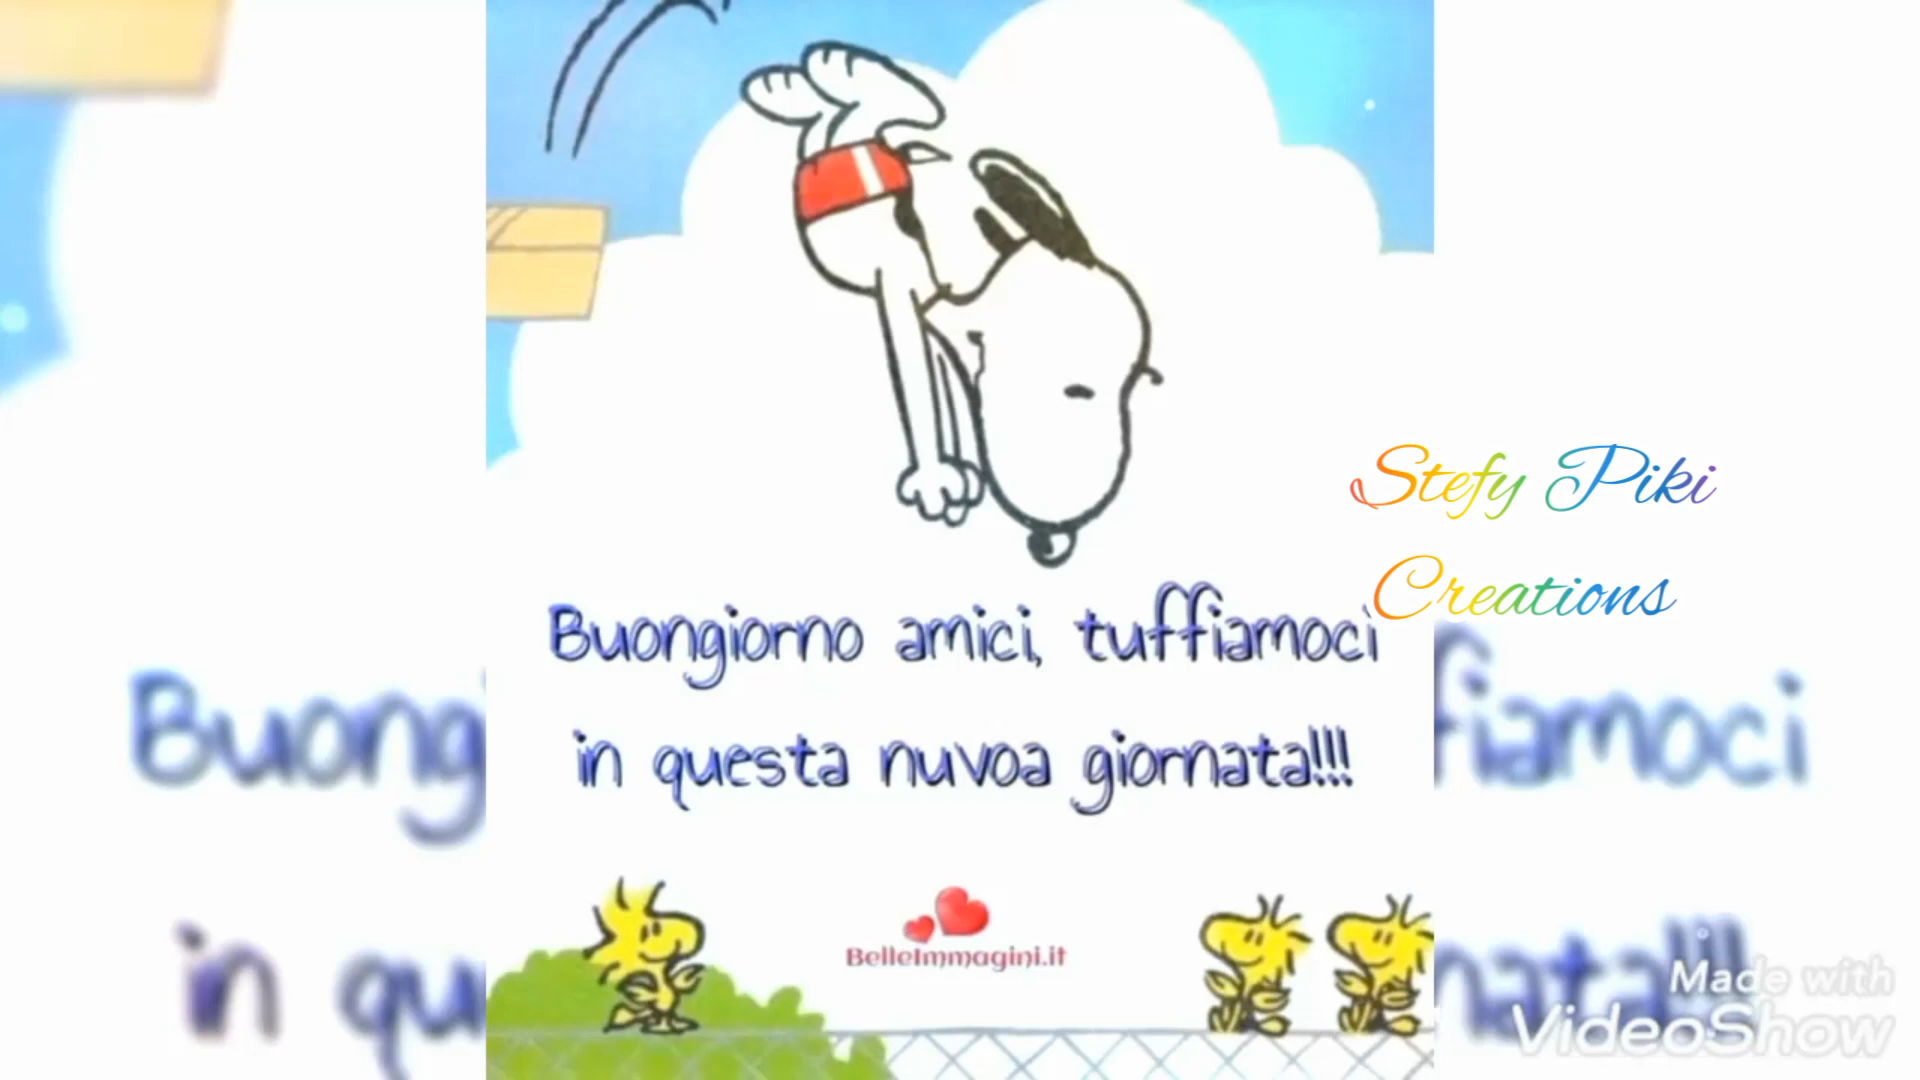 Stefy Piki
Creations
Buongiorno amici, tuffiamoci
in questa nuvoa giornata!!!
BelleImmagini.it
Made with
VideoShow